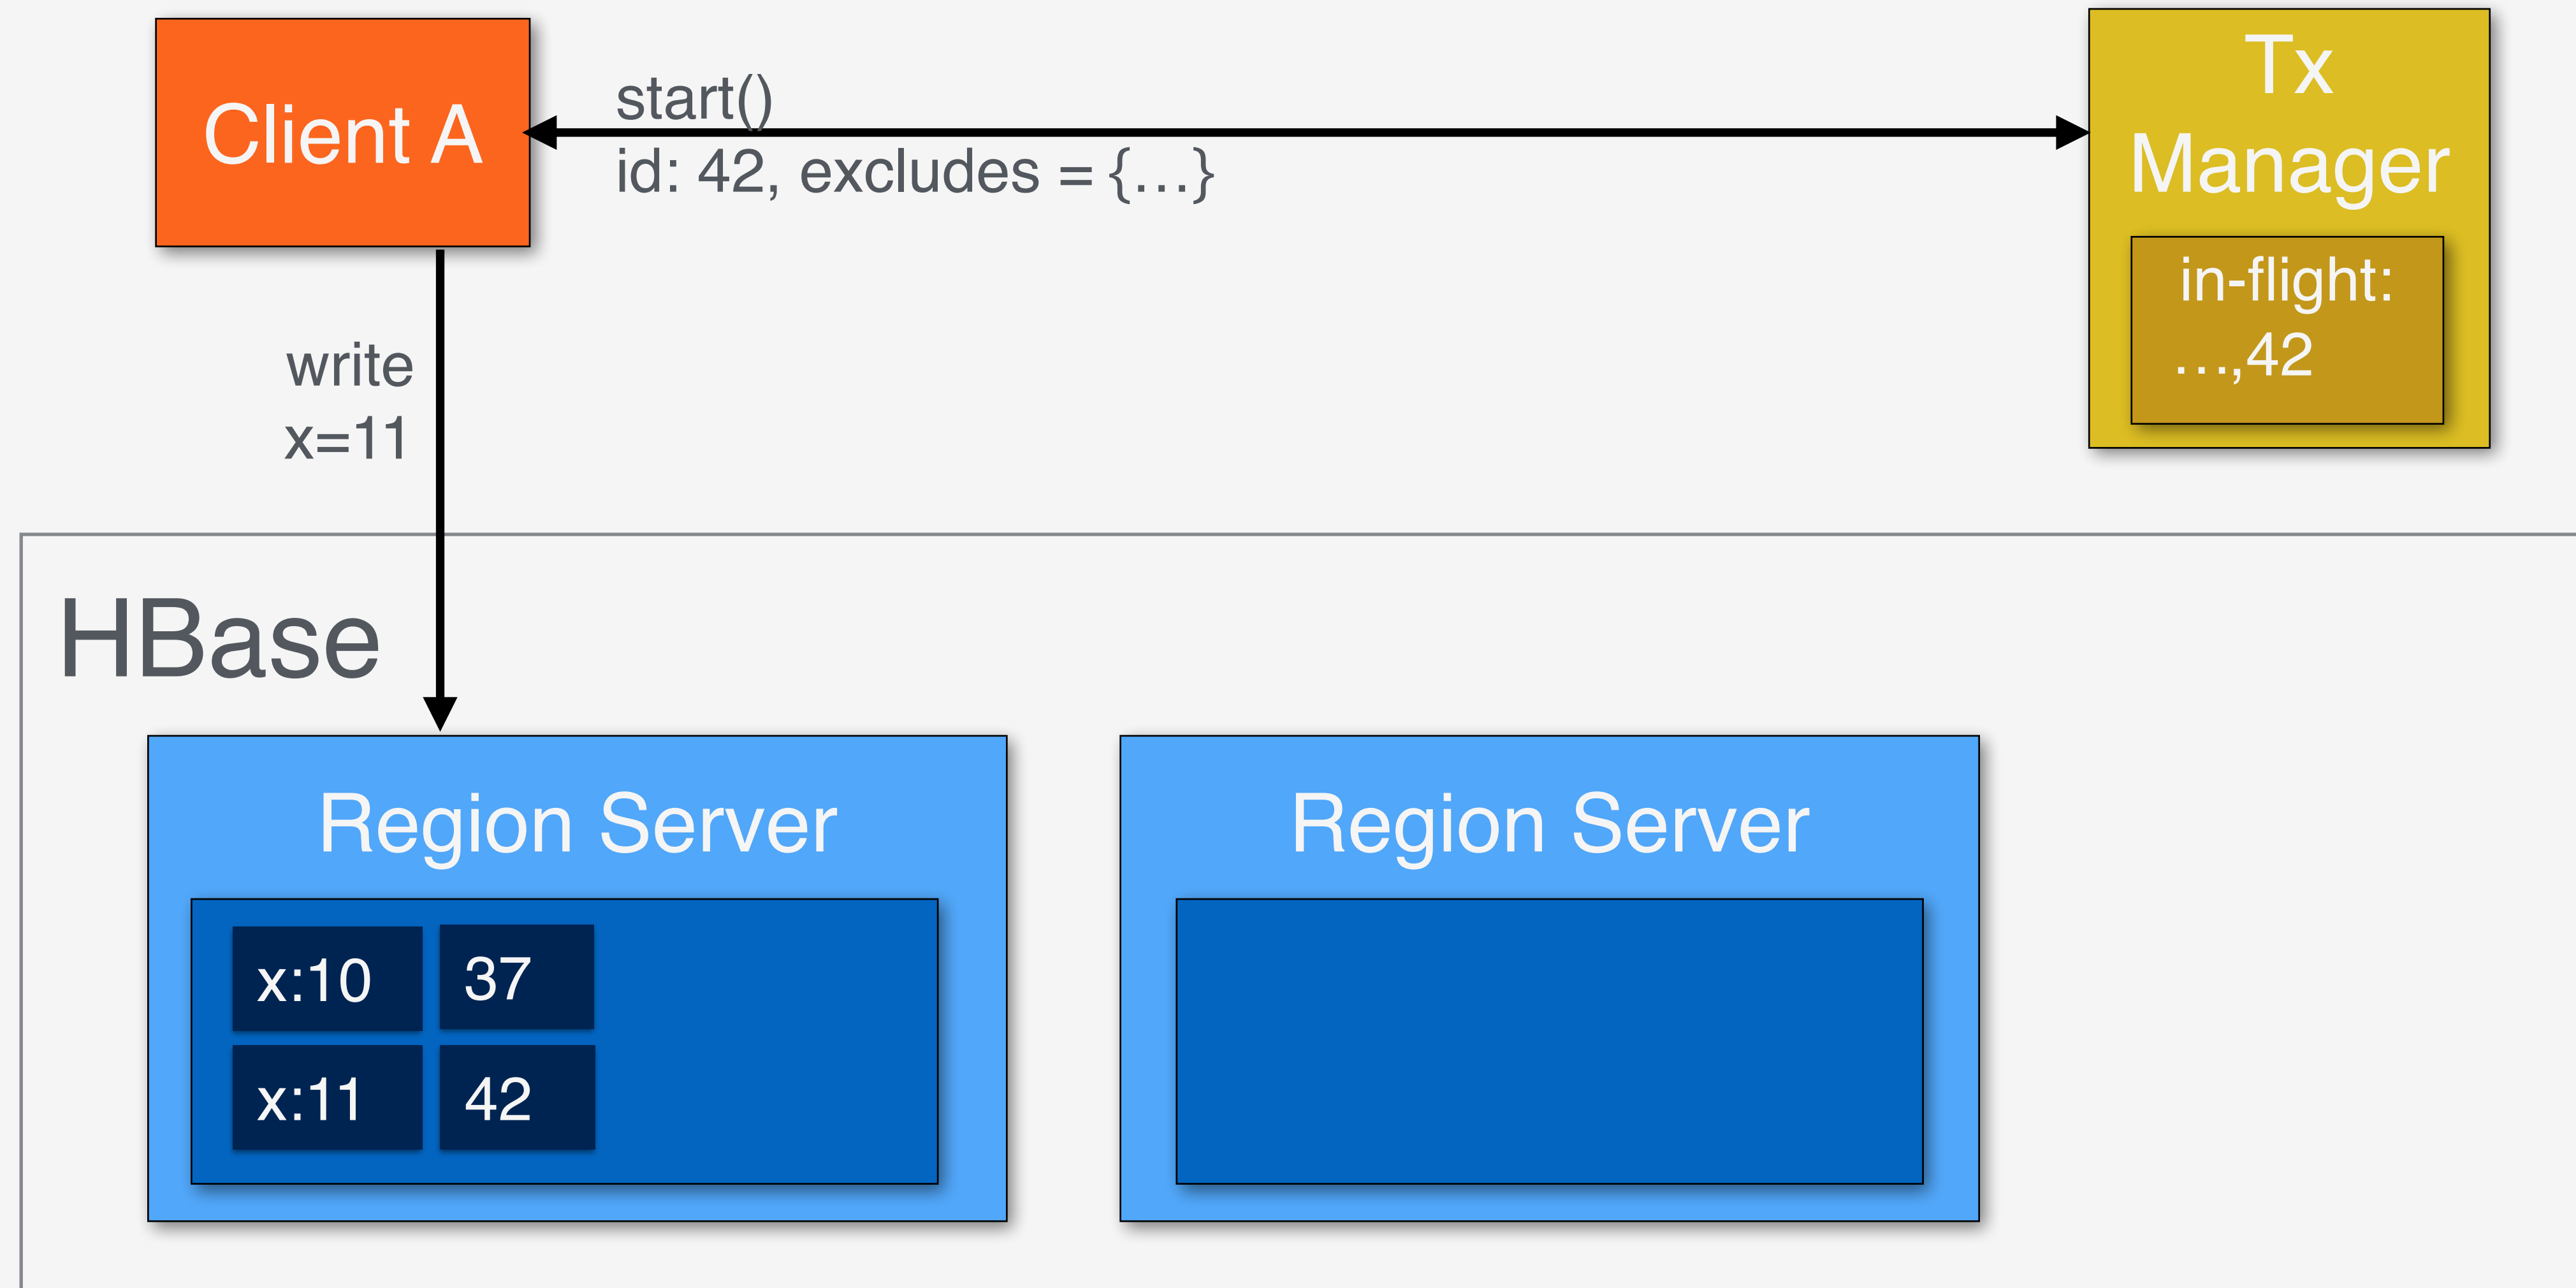 Client A
start()
id: 42, excludes = {…}
Tx
Manager
in-flight:
…,42
write
x=11
HBase
Region Server
x:10 37
x:11 42
Region Server